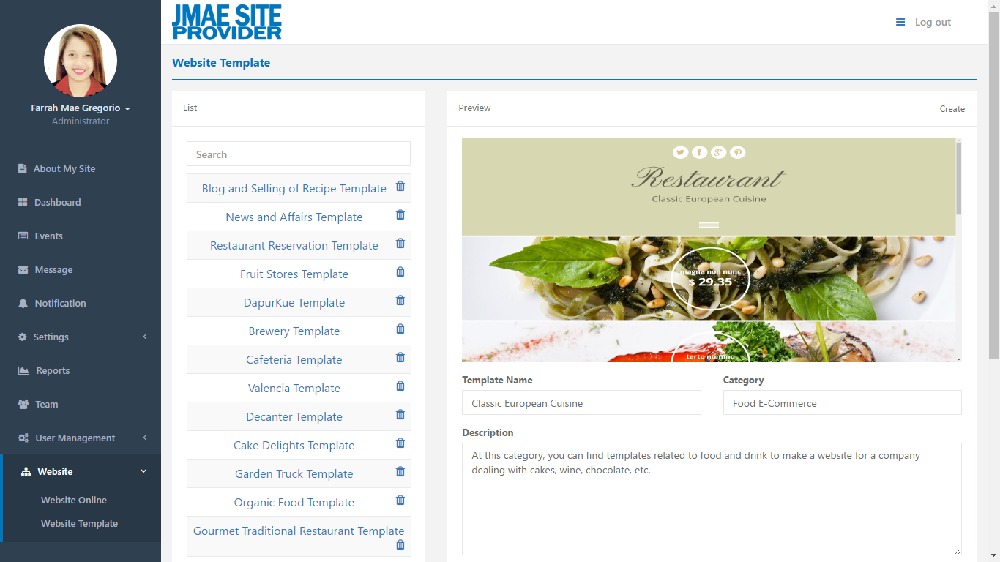 JMAE SITE
PROVIDER
Log out
Farrah Mae Gregorio
Administrator
About My Site
Dashboard
Events
Message
Notification
Settings
Reports
Team
User Management
Website
Website Online
Website Template
Website Template
List
Search
Blog and Selling of Recipe Template
News and Affairs Template
Restaurant Reservation Template
Fruit Stores Template
DapurKue Template
Brewery Template
Cafeteria Template
Valencia Template
Decanter Template
Cake Delights Template
Garden Truck Template
Organic Food Template
Gourmet Traditional Restaurant Template
Preview
Create
Restaurant
Classic European Cuisine
magna non nunc
$ 29.35
Template Name
Category
Classic European Cuisine
Food E-Commerce
Description
At this category, you can find templates related to food and drink to make a website for a company
dealing with cakes, wine, chocolate, etc.